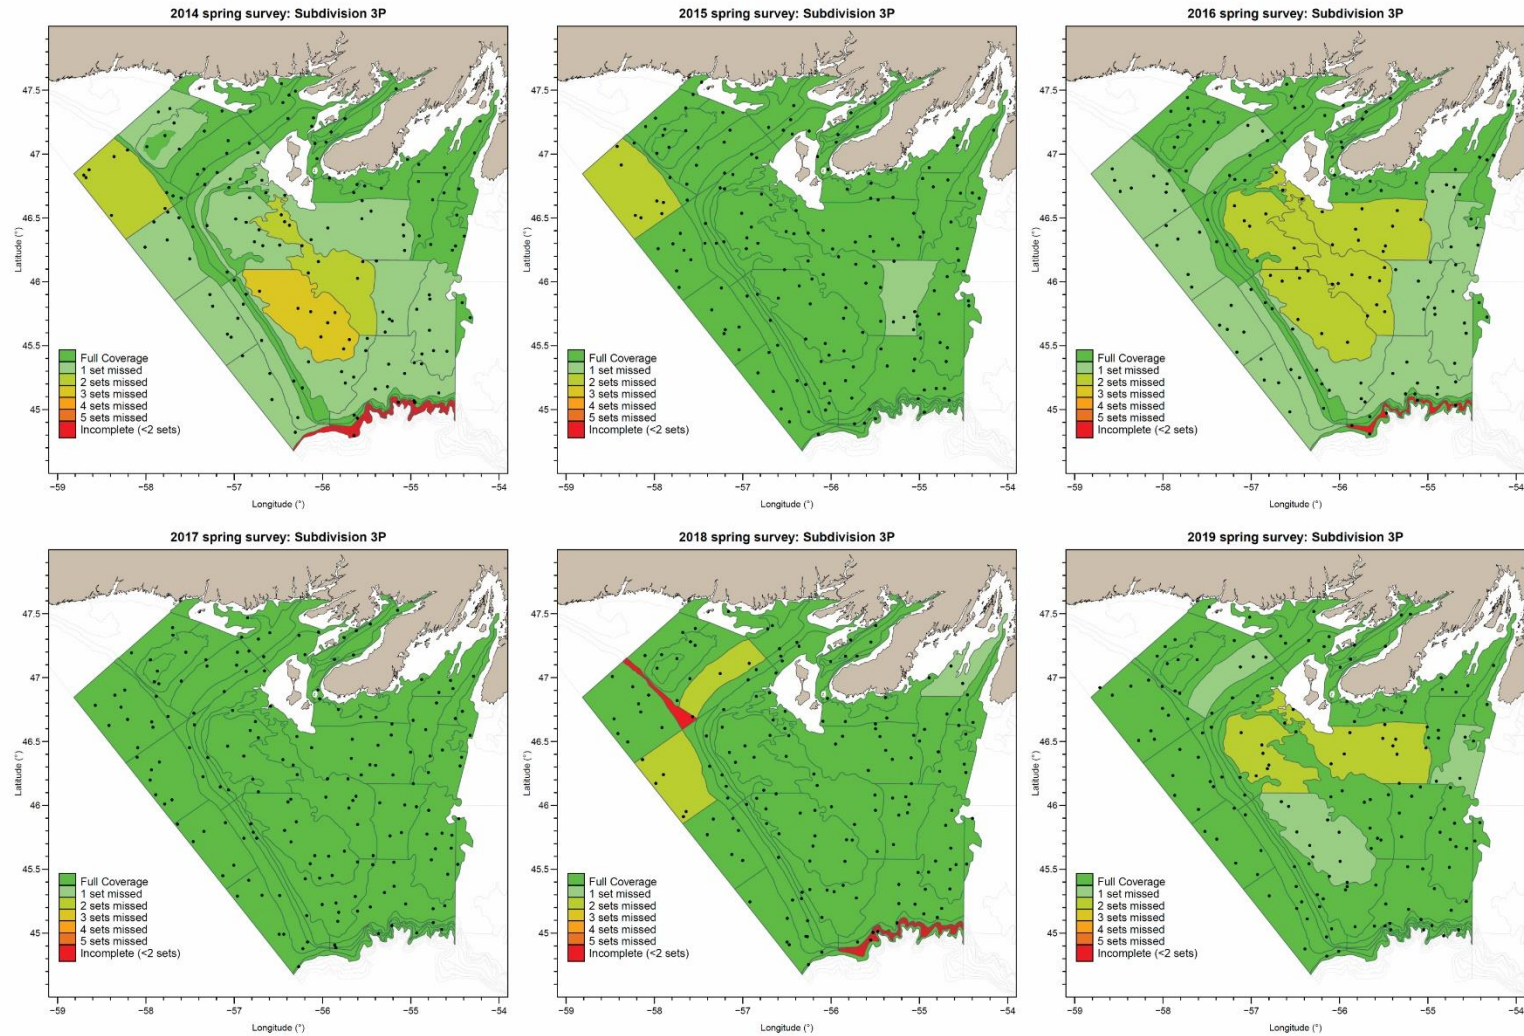 2014 spring survey: Subdivision 3P
47.5
47
46.5
46
45.5
45
Latitude (°)
Full Coverage
1 set missed
2 sets missed
3 sets missed
4 sets missed
5 sets missed
Incomplete (<2 sets)
−59 −58 −57 −56 −55 −54
Longitude (°)
2015 spring survey: Subdivision 3P
47.5
47
46.5
46
45.5
45
Latitude (°)
Full Coverage
1 set missed
2 sets missed
3 sets missed
4 sets missed
5 sets missed
Incomplete (<2 sets)
−59 −58 −57 −56 −55 −54
Longitude (°)
2016 spring survey: Subdivision 3P
47.5
47
46.5
46
45.5
45
Latitude (°)
Full Coverage
1 set missed
2 sets missed
3 sets missed
4 sets missed
5 sets missed
Incomplete (<2 sets)
−59 −58 −57 −56 −55 −54
Longitude (°)
2017 spring survey: Subdivision 3P
47.5
47
46.5
46
45.5
45
Latitude (°)
Full Coverage
1 set missed
2 sets missed
3 sets missed
4 sets missed
5 sets missed
Incomplete (<2 sets)
−59 −58 −57 −56 −55 −54
Longitude (°)
2018 spring survey: Subdivision 3P
47.5
47
46.5
46
45.5
45
Latitude (°)
Full Coverage
1 set missed
2 sets missed
3 sets missed
4 sets missed
5 sets missed
Incomplete (<2 sets)
−59 −58 −57 −56 −55 −54
Longitude (°)
2019 spring survey: Subdivision 3P
47.5
47
46.5
46
45.5
45
Latitude (°)
Full Coverage
1 set missed
2 sets missed
3 sets missed
4 sets missed
5 sets missed
Incomplete (<2 sets)
−59 −58 −57 −56 −55 −54
Longitude (°)